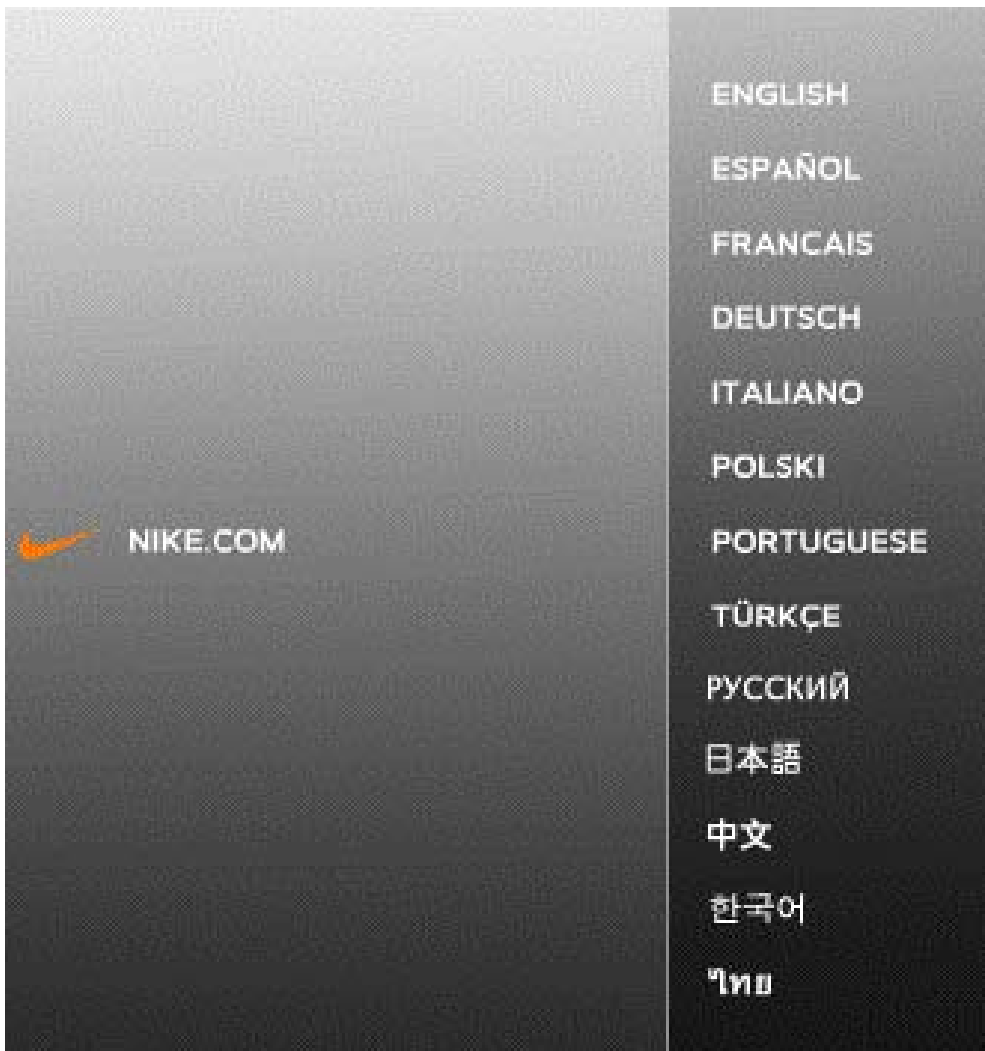 ENGLISH
ESPAÑOL
FRANCAIS
DEUTSCH
ITALIANO
POLSKI
NIKE.COM
PORTUGUESE
TÜRKÇE
РУССКИЙ
日本語
中文
한국어
ไทย